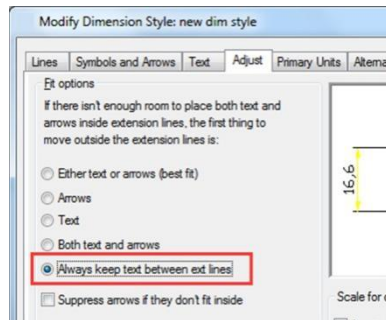 Modify Dimension Style: new dim style
Lines Symbols and Arrows Text Adjust Primary Units
Fit options
If there isn't enough room to place both text and
arrows inside extension lines, the first thing to
move outside the extension lines is:
Either text or arrows (best fit)
Arrows
Text
Both text and arrows
Always keep text between ext lines
Suppress arrows if they don't fit inside
16,6
Scale for